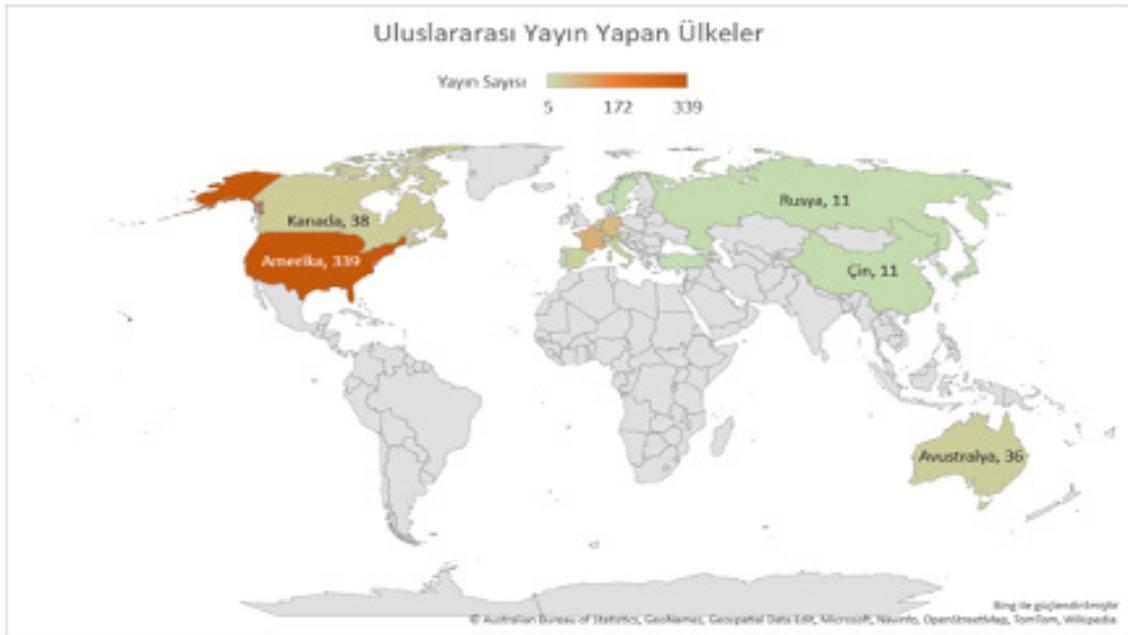 Uluslararası Yayın Yapan Ülkeler
Yayın Sayısı
5 172 339
Rusya, 11
Kanada, 38
Amerika, 339
Çin, 11
Avustralya, 36
Bing ile güçlendirilmiştir
© Australian Bureau of Statistics, GeoNames, Geospatial Data Edit, Microsoft, Navinfo, OpenStreetMap, TomTom, Wikipedia